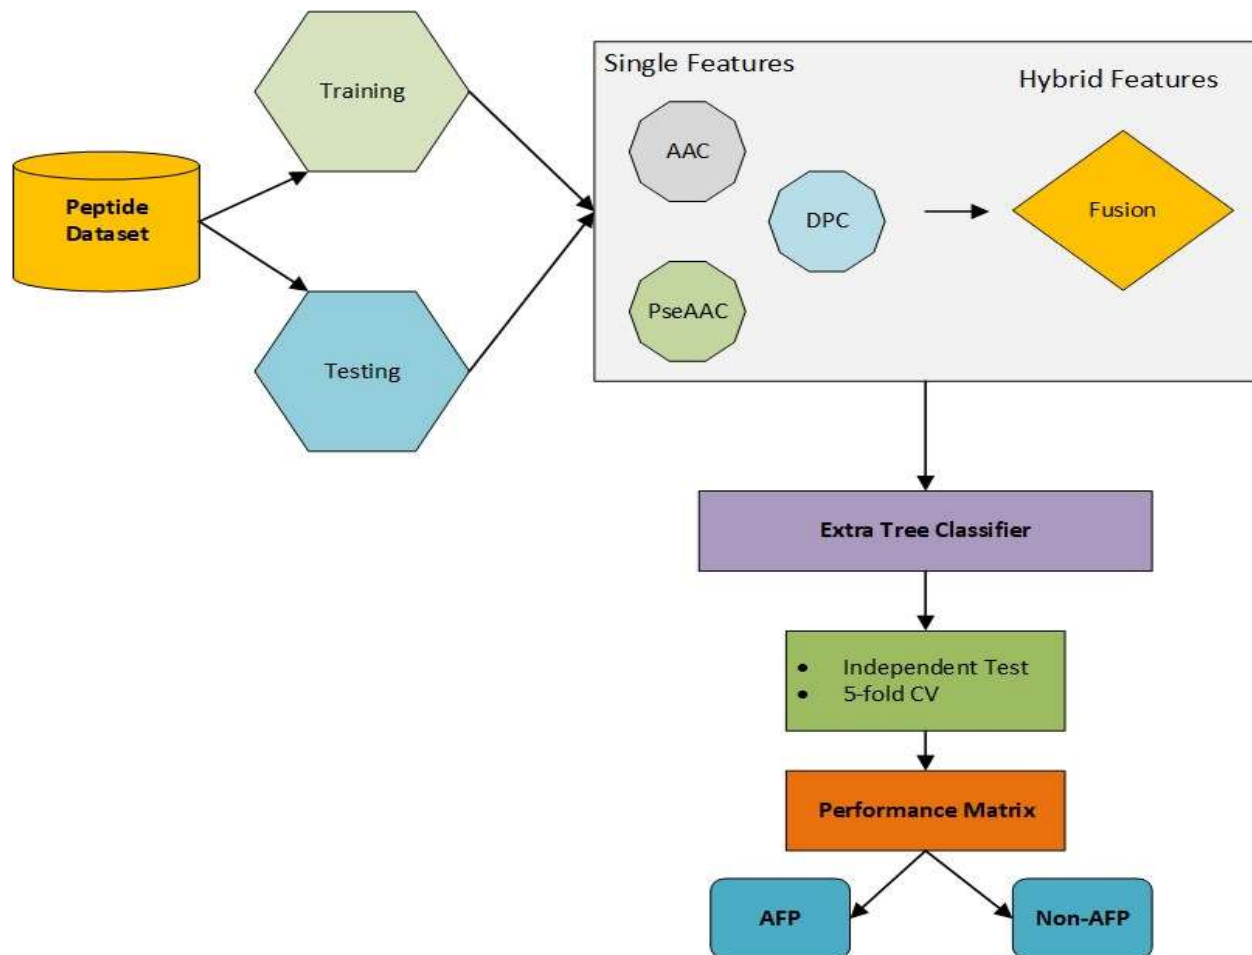 Training
Single Features
Hybrid Features
AAC
Peptide
Dataset
DPC
Fusion
PseAAC
Testing
Extra Tree Classifier
• Independent Test
• 5-fold CV
Performance Matrix
AFP
Non-AFP